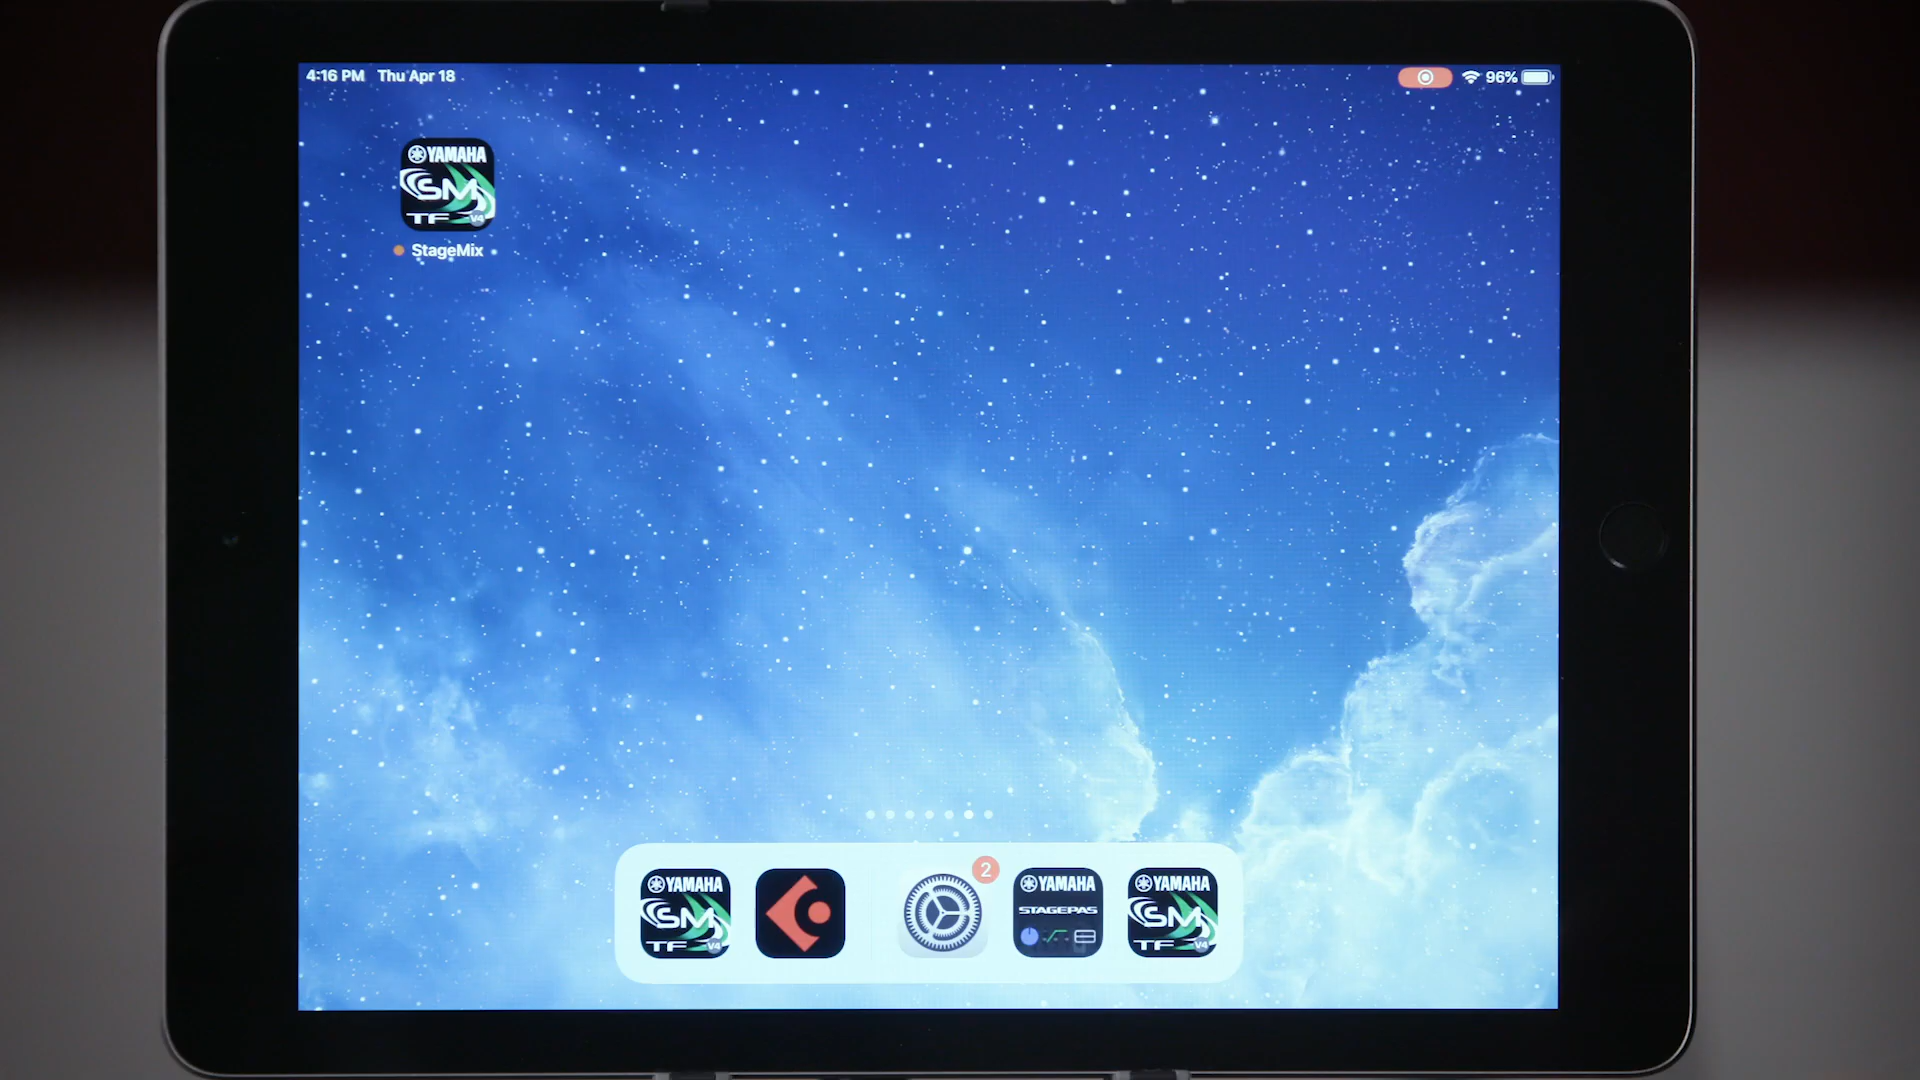 4:16 PM Thu Apr 18
96%
YAMAHA
SM
TF
V4
StageMix
YAMAHA
SM
TF
V4
2
YAMAHA
STAGEPAS
YAMAHA
SM
TF
V4